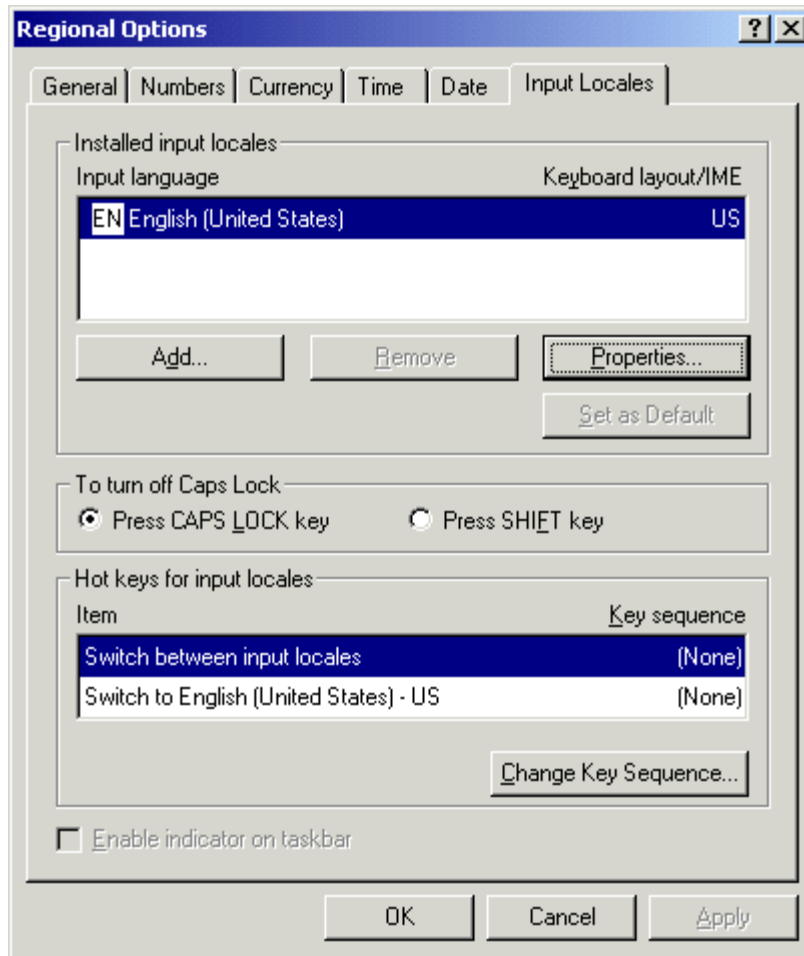 Regional Options
General Numbers Currency Time Date Input Locales
Installed input locales
Input language Keyboard layout/IME
EN English (United States) US
Add... Remove Properties...
Set as Default
To turn off Caps Lock
Press CAPS LOCK key Press SHIFT key
Hot keys for input locales
Item Key sequence
Switch between input locales (None)
Switch to English (United States) - US (None)
Change Key Sequence...
Enable indicator on taskbar
OK Cancel Apply